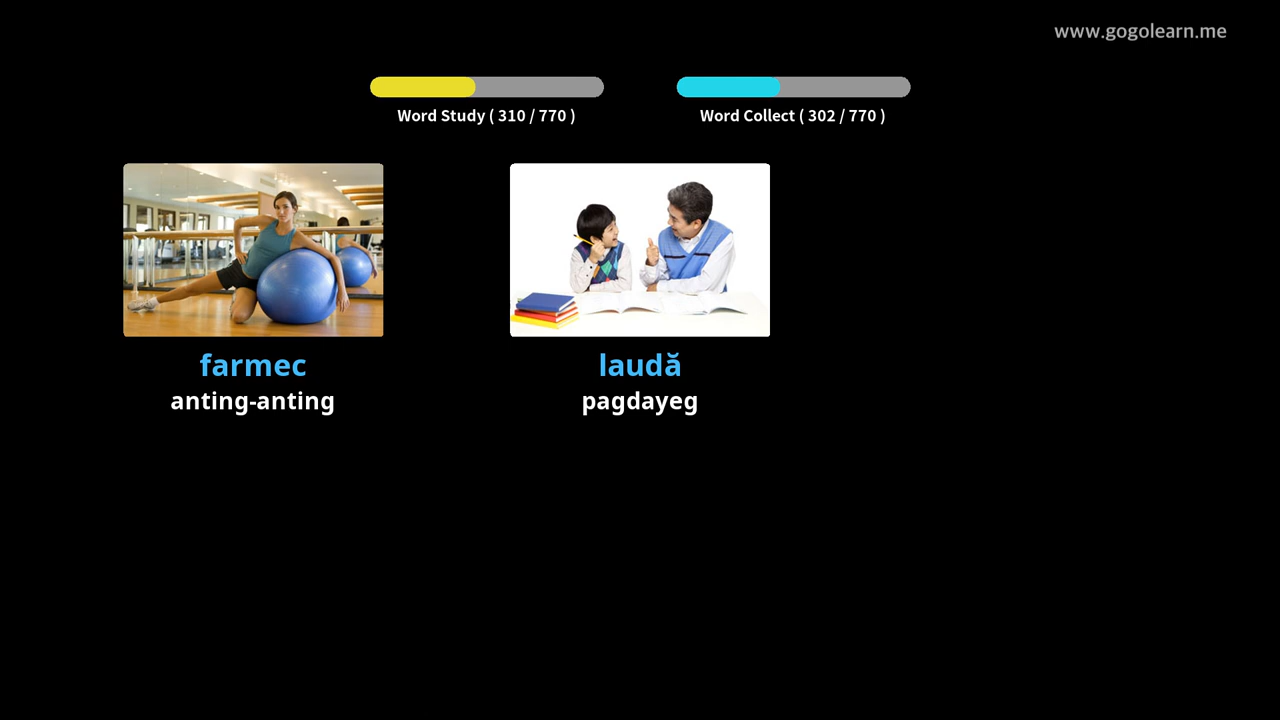 www.gogolearn.me
Word Study ( 310 / 770 )
Word Collect ( 302 / 770 )
farmec
anting-anting
laudă
pagdayeg